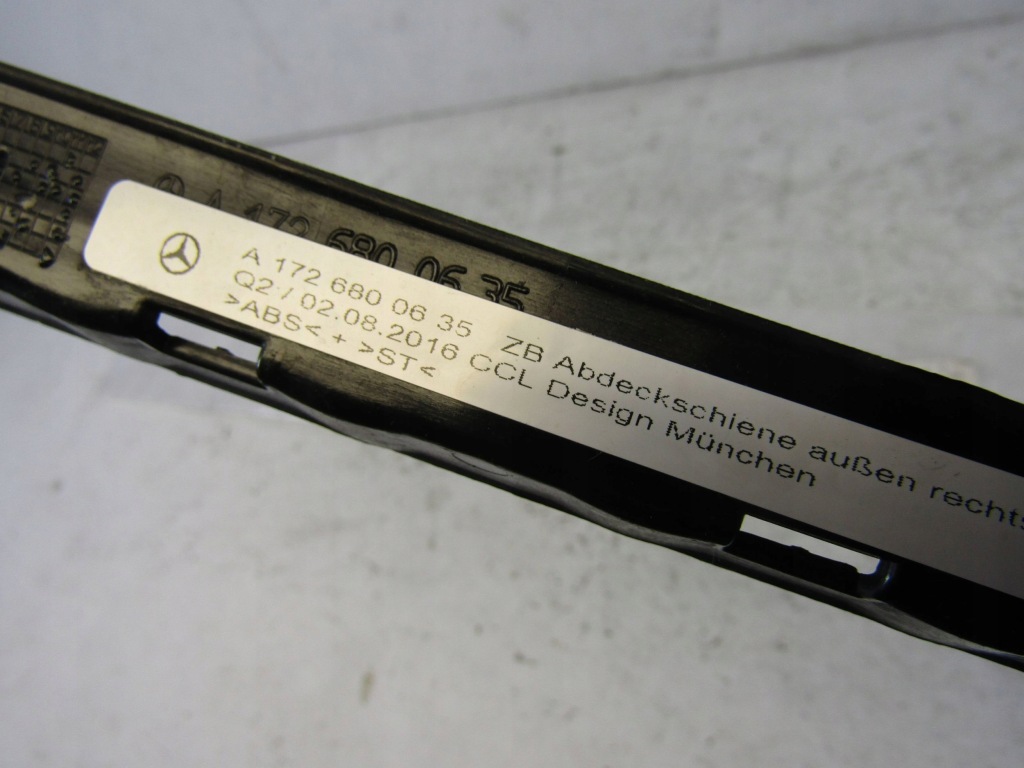 A 172 680 06 35
A 172 680 06 35 ZB Abdeckschiene außen rechts
Q2 / 02.08.2016 CCL Design München
>ABS< + >ST<